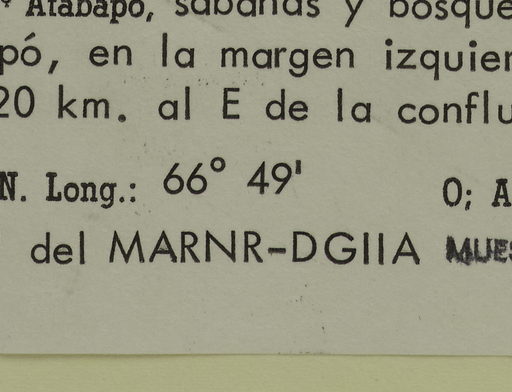 Atabapo, sabanas y bosque
pó, en la margen izquier
20 km. al E de la conflu
N. Long.: 66° 49' O; A
del MARNR-DGIIA MUES